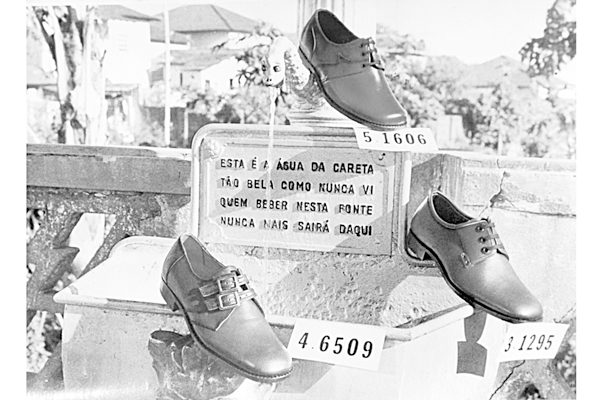 5 1606
ESTA É A ÁGUA DA CARETA
TÃO BELA COMO NUNCA VI
QUEM BEBER NESTA FONTE
NUNCA MAIS SAIRÁ DAQUI
4.6509
3.1295